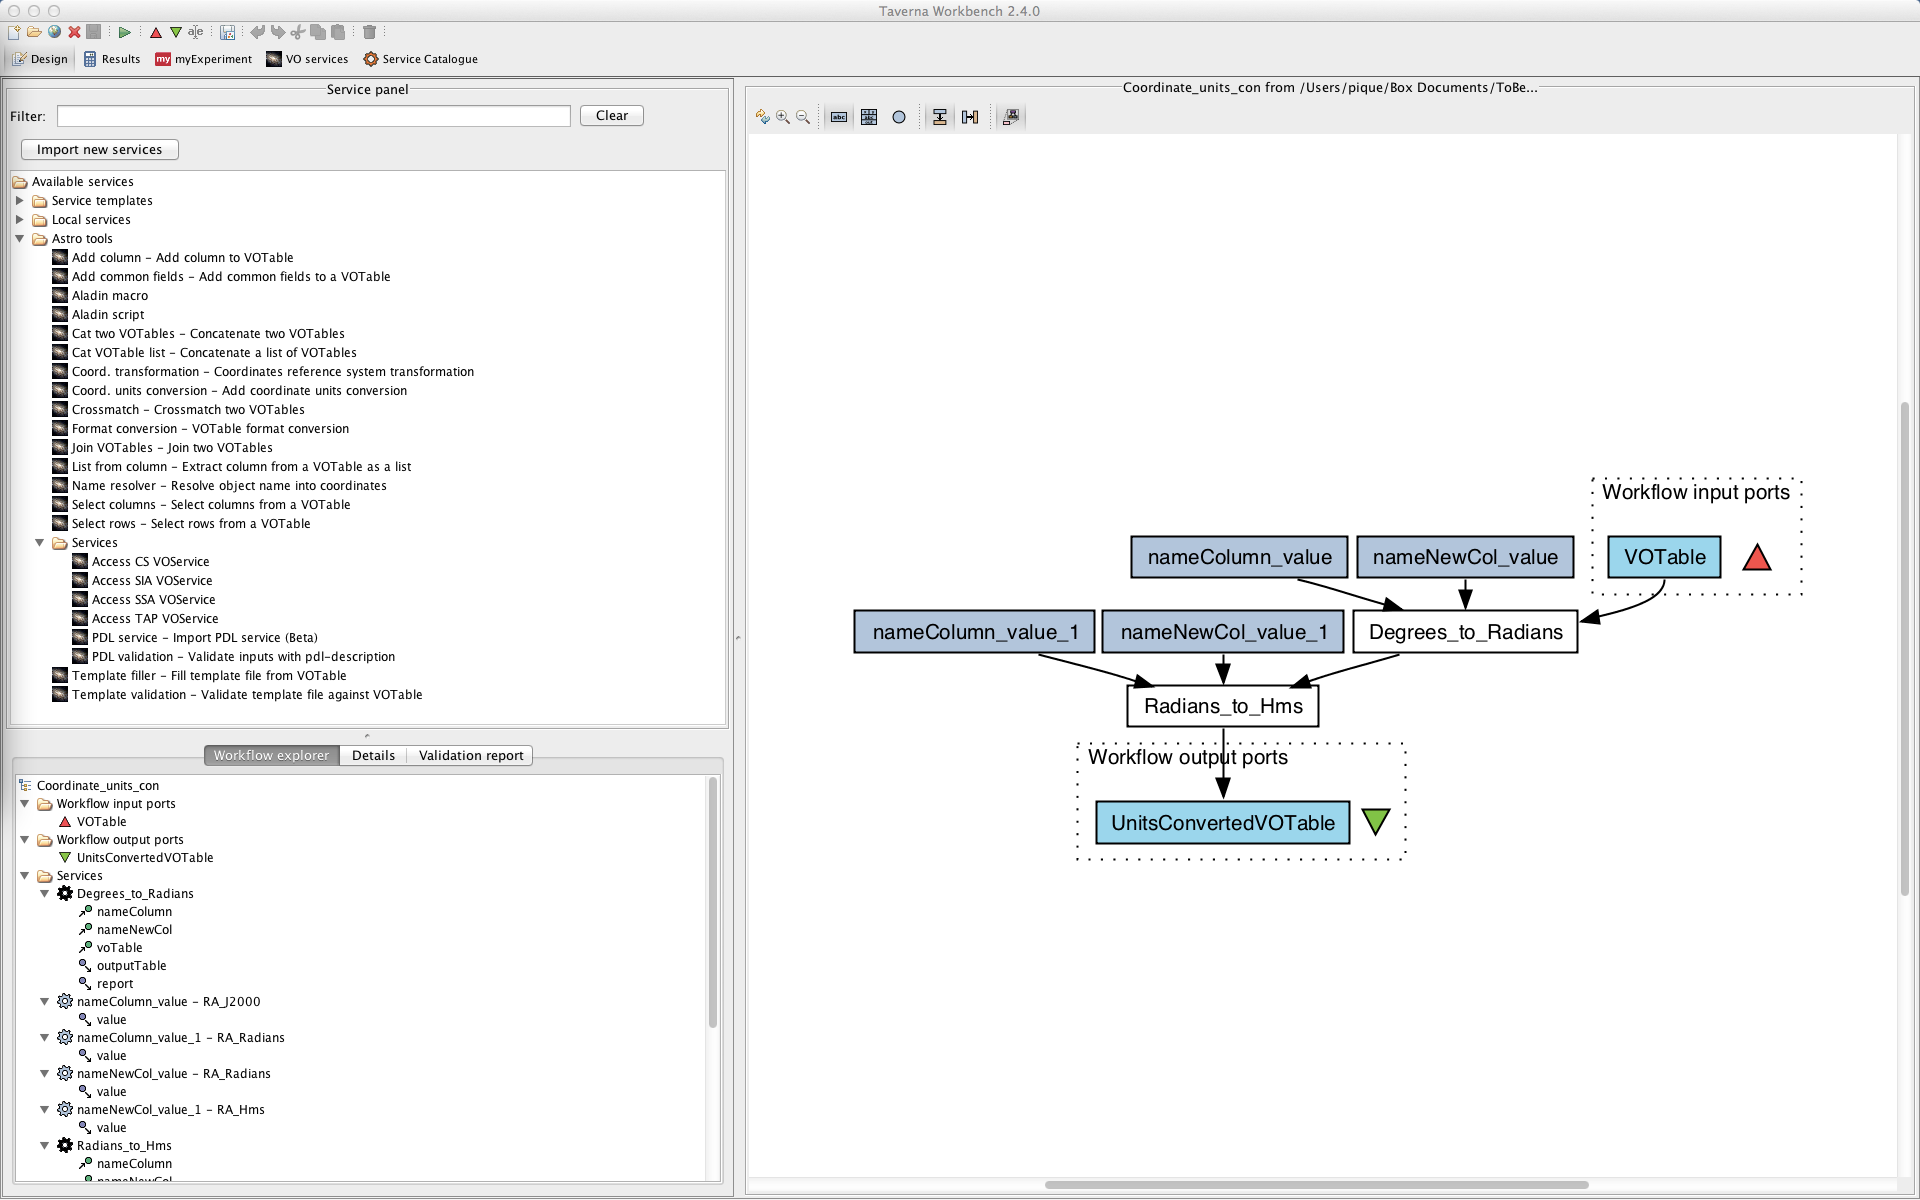 Taverna Workbench 2.4.0
Design Results my myExperiment VO services Service Catalogue
Service panel
Filter: Clear
Import new services
Available services
Service templates
Local services
Astro tools
Add column - Add column to VOTable
Add common fields - Add common fields to a VOTable
Aladin macro
Aladin script
Cat two VOTables - Concatenate two VOTables
Cat VOTable list - Concatenate a list of VOTables
Coord. transformation - Coordinates reference system transformation
Coord. units conversion - Add coordinate units conversion
Crossmatch - Crossmatch two VOTables
Format conversion - VOTable format conversion
Join VOTables - Join two VOTables
List from column - Extract column from a VOTable as a list
Name resolver - Resolve object name into coordinates
Select columns - Select columns from a VOTable
Select rows - Select rows from a VOTable
Services
Access CS VOService
Access SIA VOService
Access SSA VOService
Access TAP VOService
PDL service - Import PDL service (Beta)
PDL validation - Validate inputs with pdl-description
Template filler - Fill template file from VOTable
Template validation - Validate template file against VOTable
Workflow explorer Details Validation report
Coordinate_units_con
Workflow input ports
VOTable
Workflow output ports
UnitsConvertedVOTable
Services
Degrees_to_Radians
nameColumn
nameNewCol
voTable
outputTable
report
nameColumn_value - RA_J2000
value
nameColumn_value_1 - RA_Radians
value
nameNewCol_value - RA_Radians
value
nameNewCol_value_1 - RA_Hms
value
Radians_to_Hms
nameColumn
nameNewCol
Coordinate_units_con from /Users/pique/Box Documents/ToBe...
abc
Workflow input ports
nameColumn_value nameNewCol_value VOTable
nameColumn_value_1 nameNewCol_value_1 Degrees_to_Radians
Radians_to_Hms
Workflow output ports
UnitsConvertedVOTable